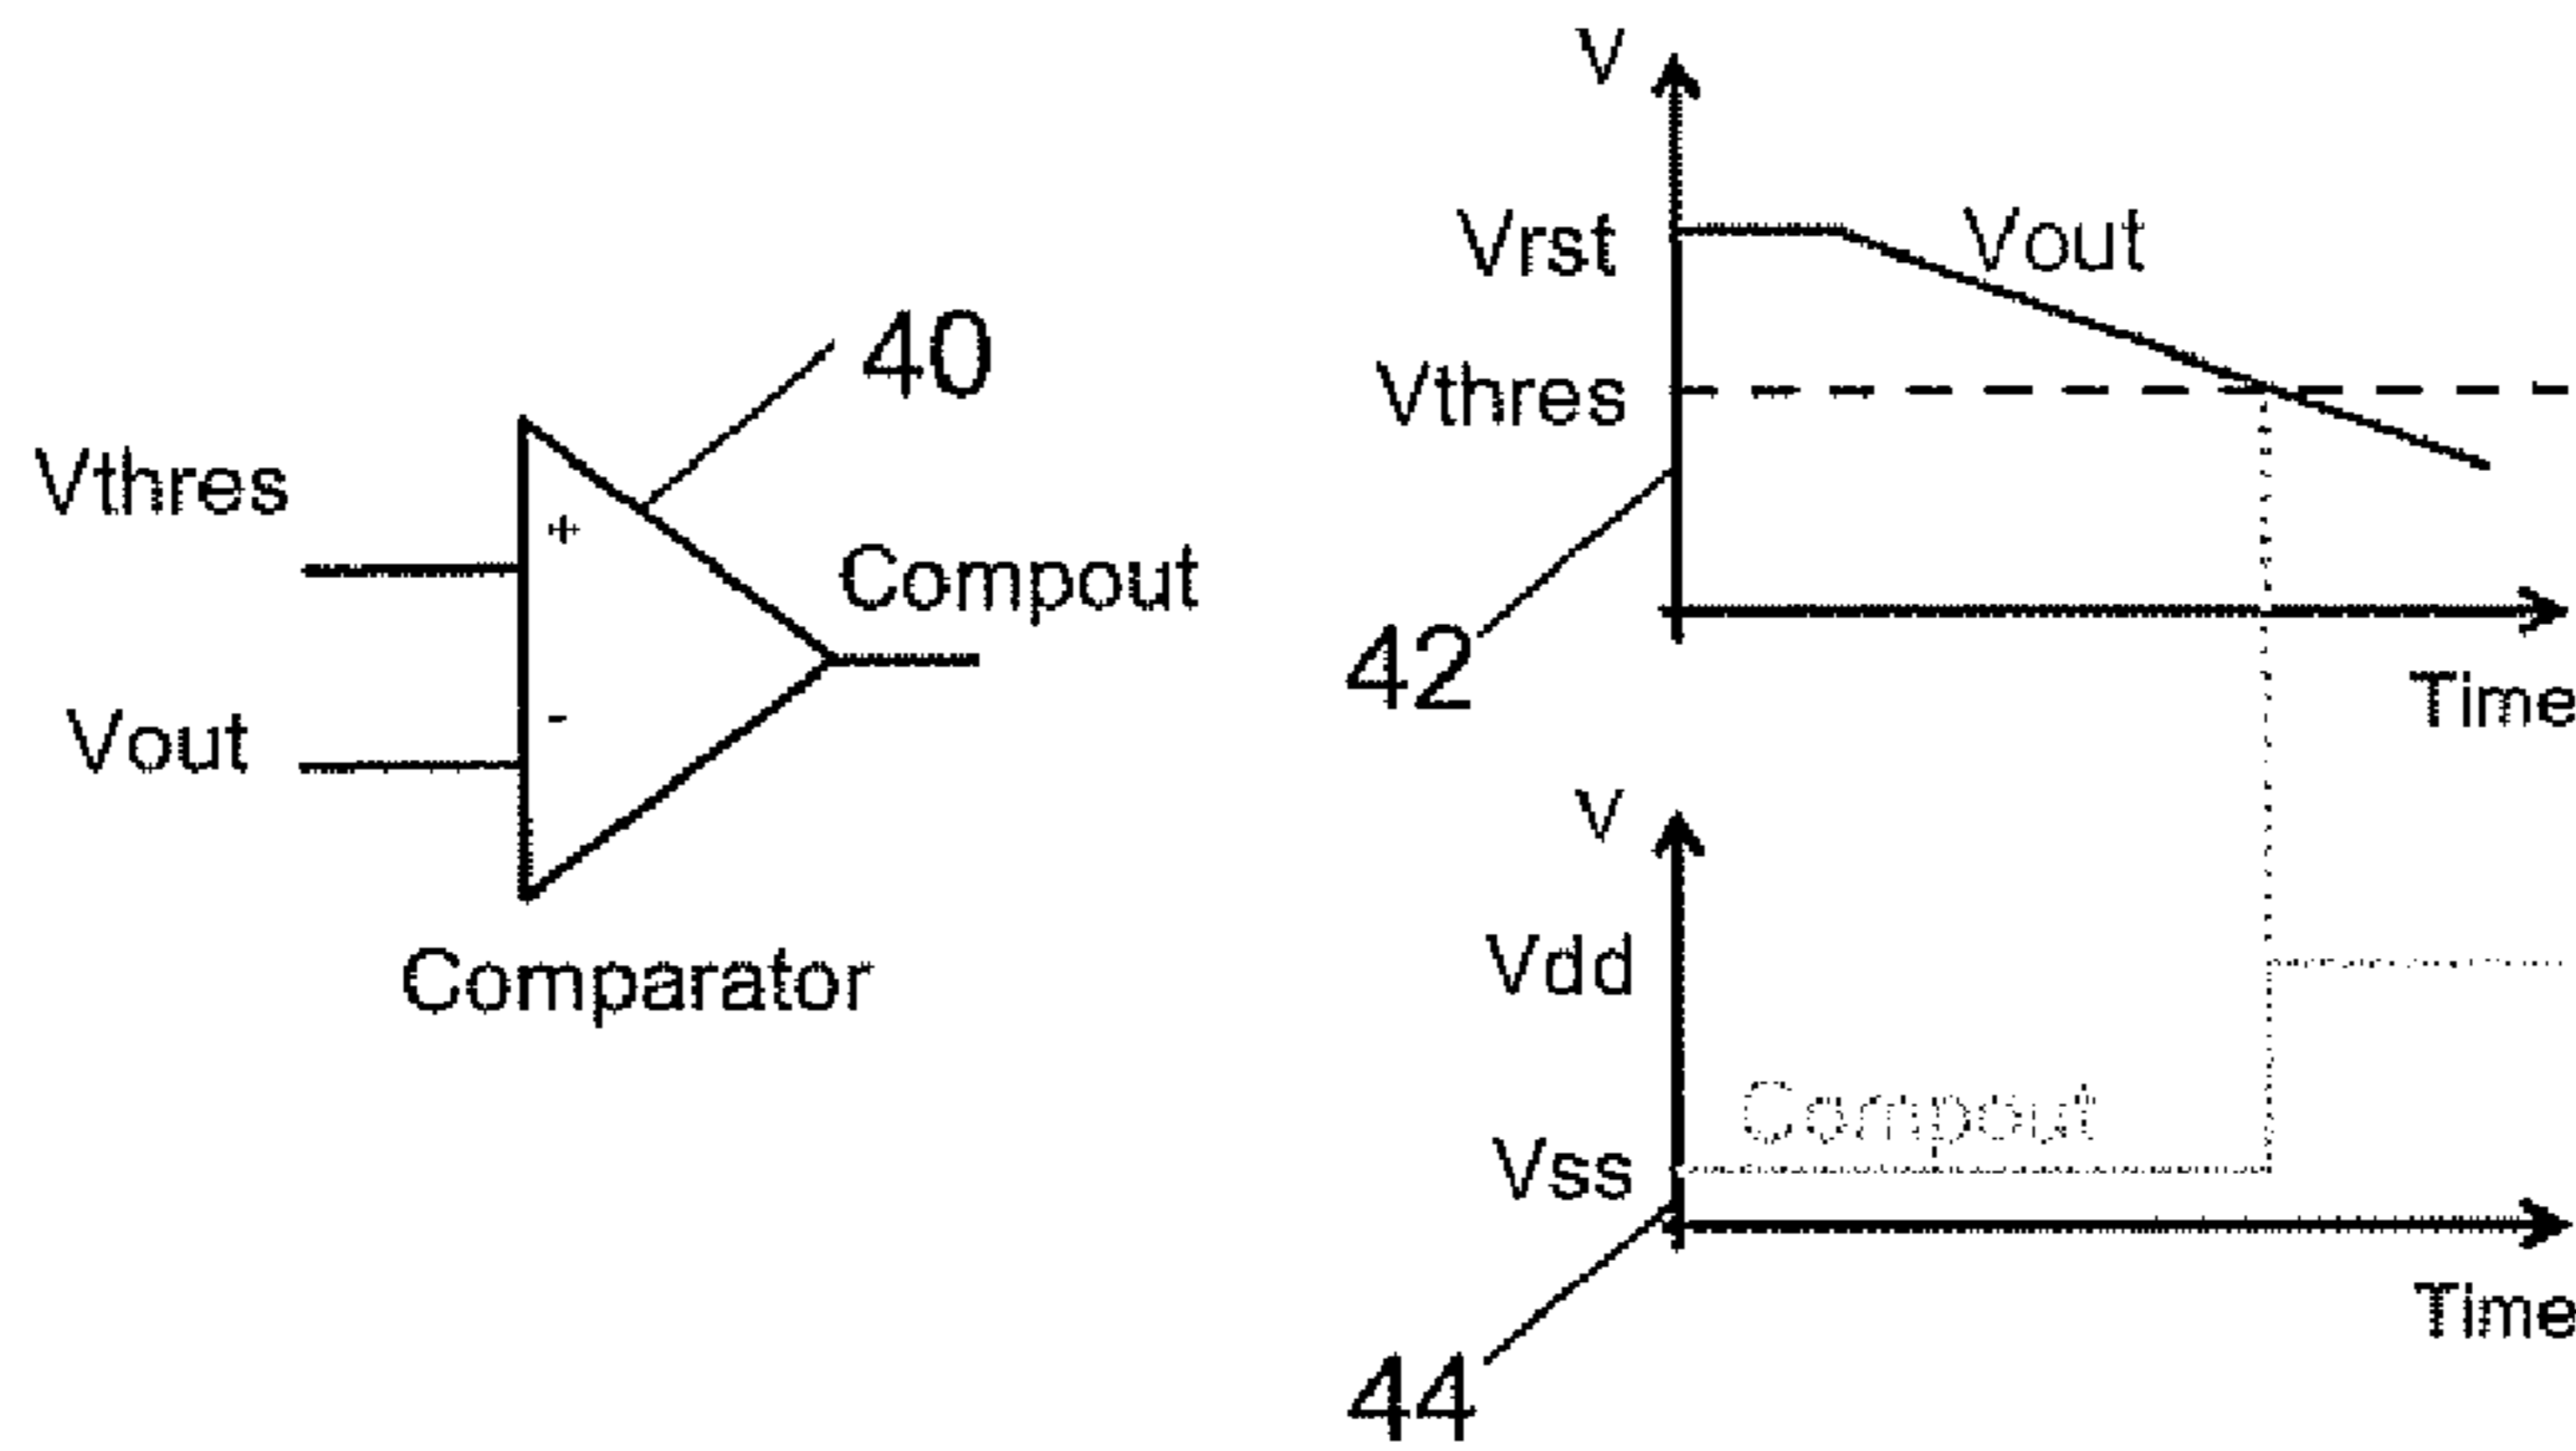 40
Vthres
+
Compout
-
Vout
Comparator
V
Vrst
Vout
Vthres
42
Time
V
Vdd
Compout
Vss
44
Time